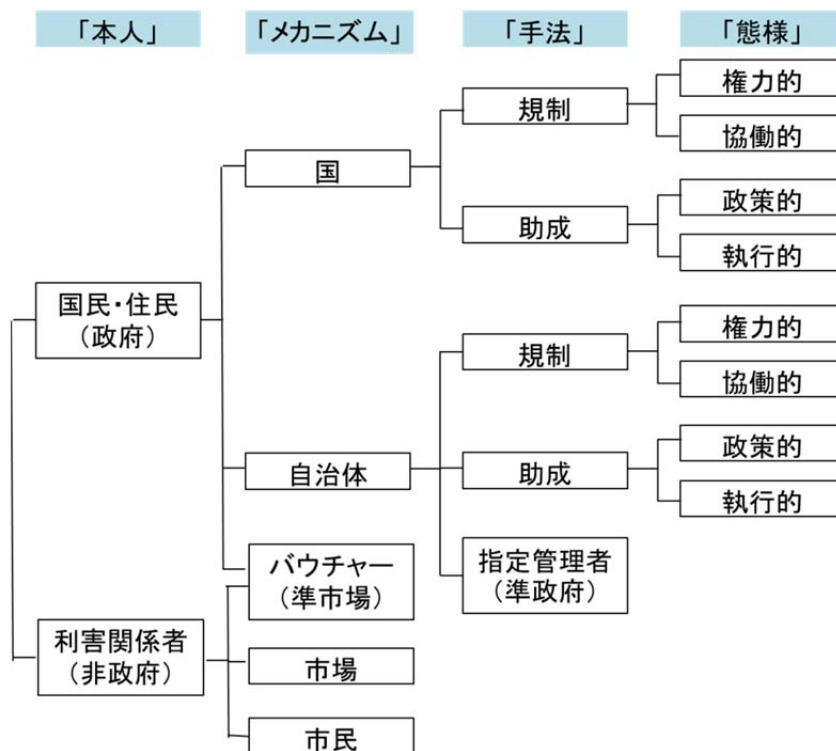 「本人」
「メカニズム」
「手法」
「態様」
国民・住民
(政府)
利害関係者
(非政府)
国
自治体
バウチャー
(準市場)
市場
市民
規制
助成
規制
助成
指定管理者
(準政府)
権力的
協働的
政策的
執行的
権力的
協働的
政策的
執行的